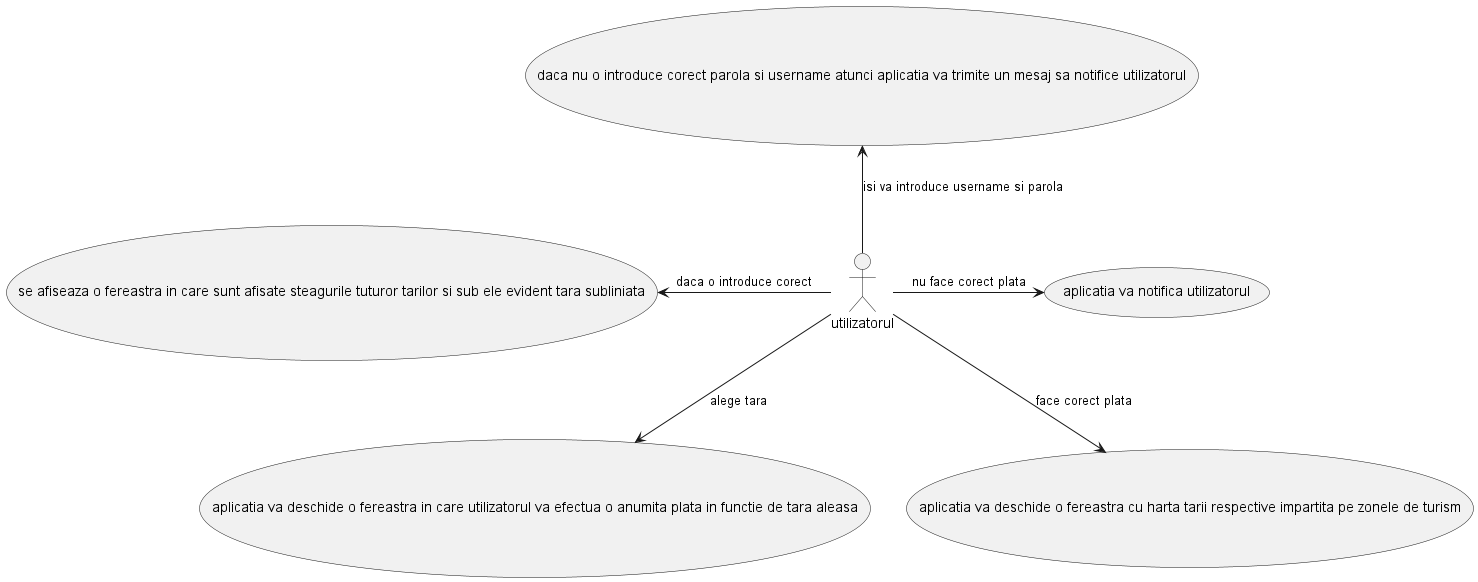 daca nu o introduce corect parola si username atunci aplicatia va trimite un mesaj sa notifice utilizatorul
isi va introduce username si parola
se afiseaza o fereastra in care sunt afisate steagurile tuturor tarilor si sub ele evident tara subliniata
daca o introduce corect
nu face corect plata
aplicatia va notifica utilizatorul
utilizatorul
alege tara
face corect plata
aplicatia va deschide o fereastra in care utilizatorul va efectua o anumita plata in functie de tara aleasa
aplicatia va deschide o fereastra cu harta tarii respective impartita pe zonele de turism